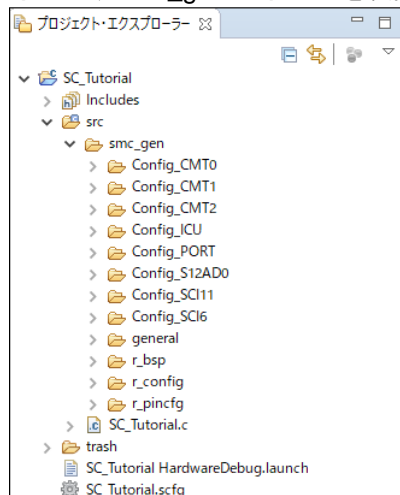 プロジェクト・エクスプローラー
SC_Tutorial
Includes
src
smc_gen
Config_CMT0
Config_CMT1
Config_CMT2
Config_ICU
Config_PORT
Config_S12AD0
Config_SCI11
Config_SCI6
general
r_bsp
r_config
r_pincfg
SC_Tutorial.c
trash
SC_Tutorial HardwareDebug.launch
SC_Tutorial.scfg